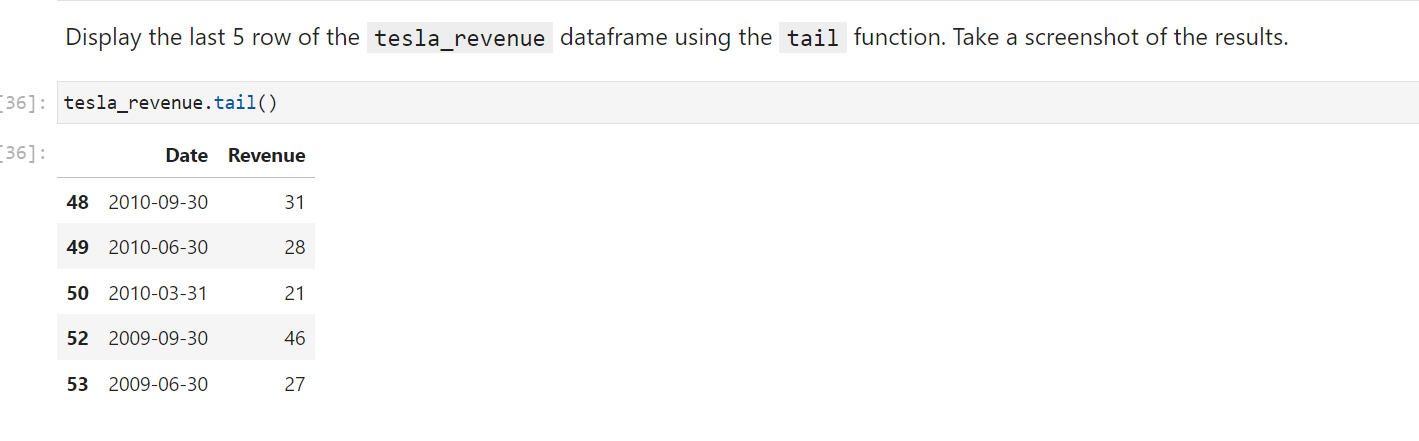 Display the last 5 row of the tesla_revenue dataframe using the tail function. Take a screenshot of the results.
[36]: tesla_revenue.tail()
[36]:
Date Revenue
48 2010-09-30 31
49 2010-06-30 28
50 2010-03-31 21
52 2009-09-30 46
53 2009-06-30 27